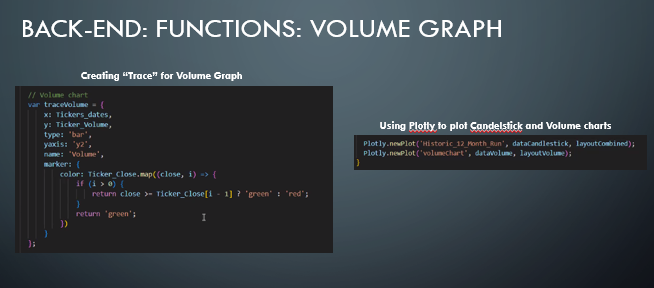 BACK-END: FUNCTIONS: VOLUME GRAPH
Creating “Trace” for Volume Graph
// Volume chart
var traceVolume = {
x: Tickers_dates,
y: Ticker_Volume,
type: 'bar',
yaxis: 'y2',
name: 'Volume',
marker: {
color: Ticker_Close.map((close, i) => {
if (i > 0) {
return close >= Ticker_Close[i - 1] ? 'green' : 'red';
}
return 'green';
})
}
};
Using Plotly to plot Candelstick and Volume charts
Plotly.newPlot('Historic_12_Month_Run', dataCandlestick, layoutCombined);
Plotly.newPlot('volumeChart', dataVolume, layoutVolume);
}